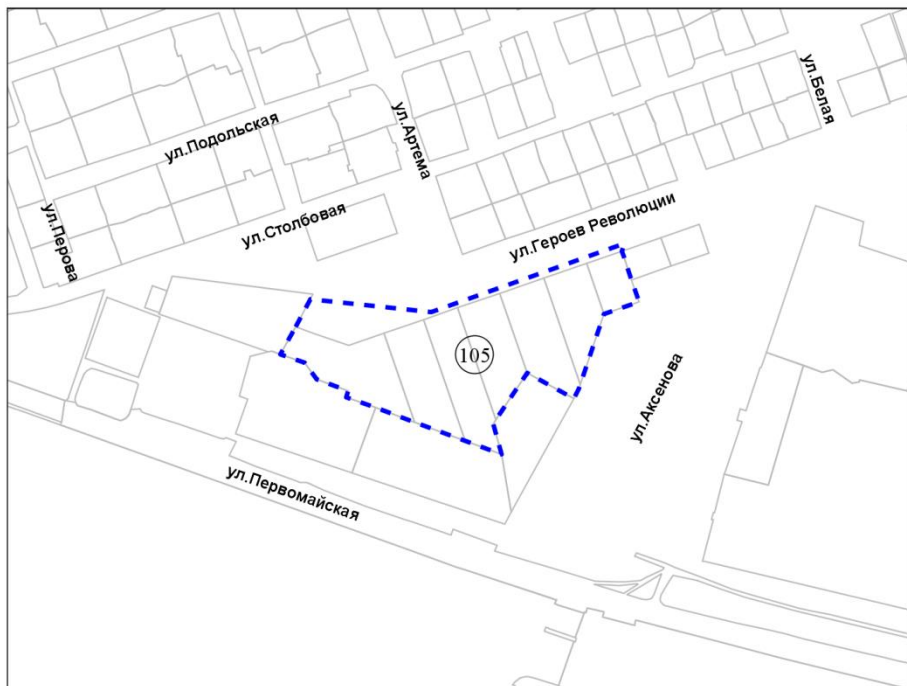 ул.Подольская
ул.Артема
ул.Белая
ул.Перова
ул.Столбовая
ул.Героев Революции
105
ул.Аксенова
ул.Первомайская